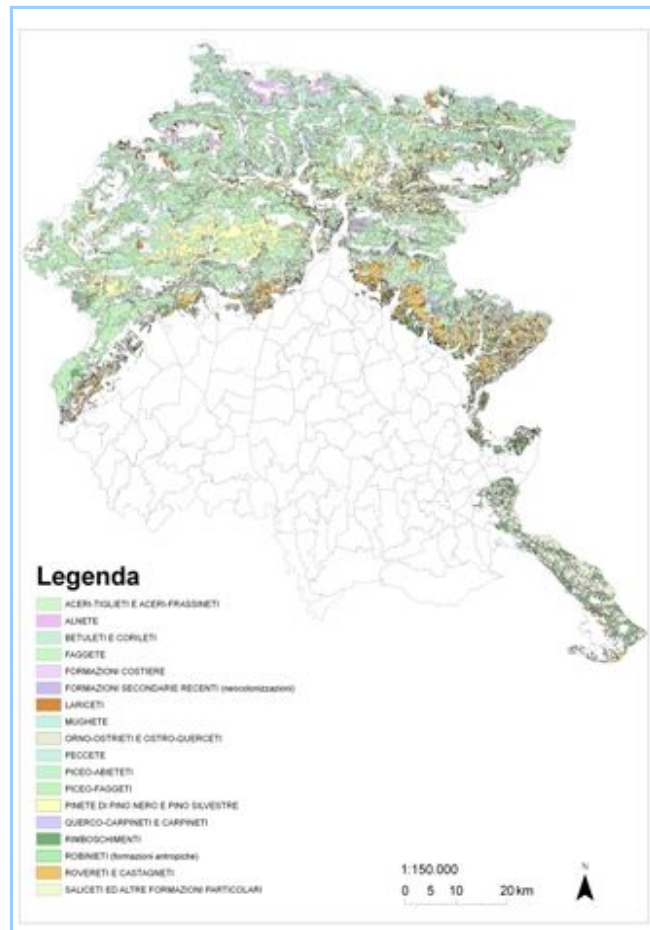 Legenda
ACERI-TIGLIETI E ACERI-FRASSINETI
ALNETE
BETULETI E CORILETI
FAGGETE
FORMAZIONI COSTIERE
FORMAZIONI SECONDARIE RECENTI (neocolonizzazioni)
LARICETI
MUGHETE
ORNO-OSTRIETI E OSTRO-QUERCETI
PECCETE
PICEO-ABIETETI
PICEO-FAGGETI
PINETE DI PINO NERO E PINO SILVESTRE
QUERCO-CARPINETI E CARPINETI
RIMBOSCHIMENTI
ROBINIETI (formazioni antropiche)
ROVERETI E CASTAGNETI
SALICETI ED ALTRE FORMAZIONI PARTICOLARI
1:150.000
0 5 10 20 km
N